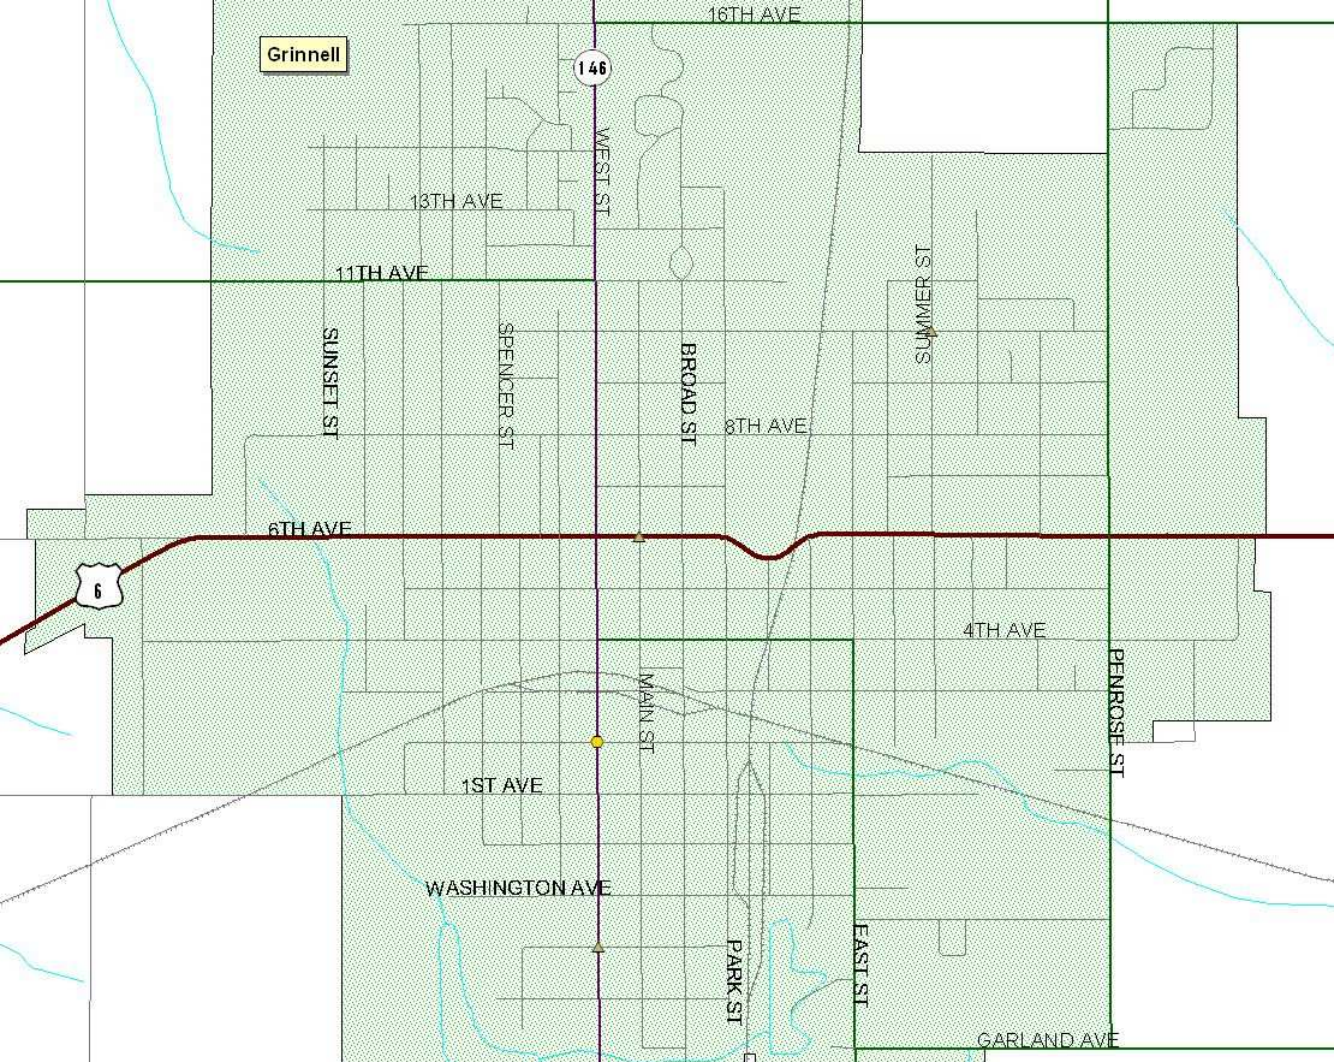 16TH AVE
Grinnell
146
WEST ST
13TH AVE
11TH AVE
SUMMER ST
SUNSET ST
SPENCER ST
BROAD ST
8TH AVE
6TH AVE
6
4TH AVE
MAIN ST
PENROSE ST
1ST AVE
WASHINGTON AVE
PARK ST
EAST ST
GARLAND AVE